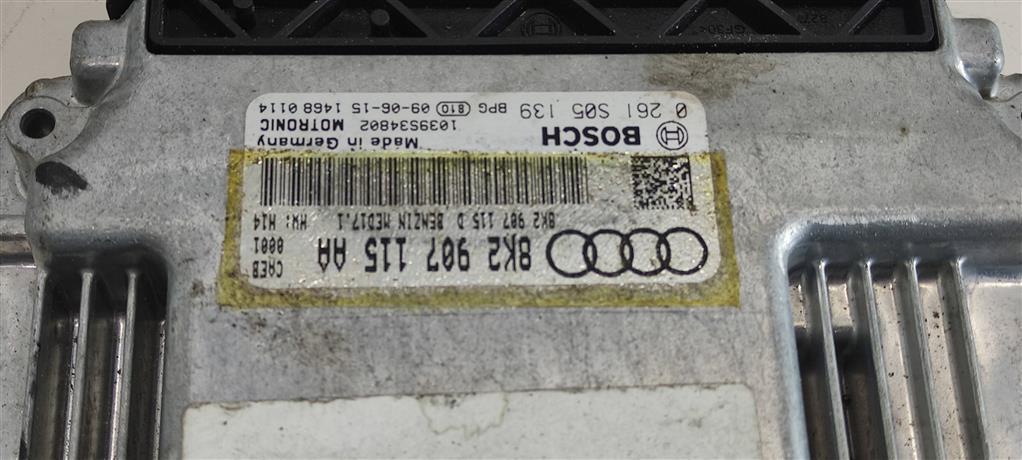 8K2 907 115 AA
CAEB
0001
8K2 907 115 D BENZIN MED17.1 HW: H14
BOSCH
Made in Germany
1039S34802 MOTRONIC
0 261 S05 139 BPG 810 09-06-15 1468 0114